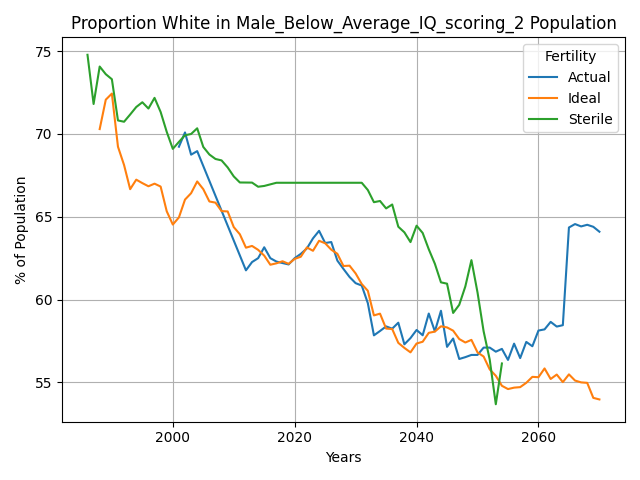 Proportion White in Male_Below_Average_IQ_scoring_2 Population
Fertility
Actual
Ideal
Sterile
% of Population
75
70
65
60
55
2000
2020
2040
2060
Years